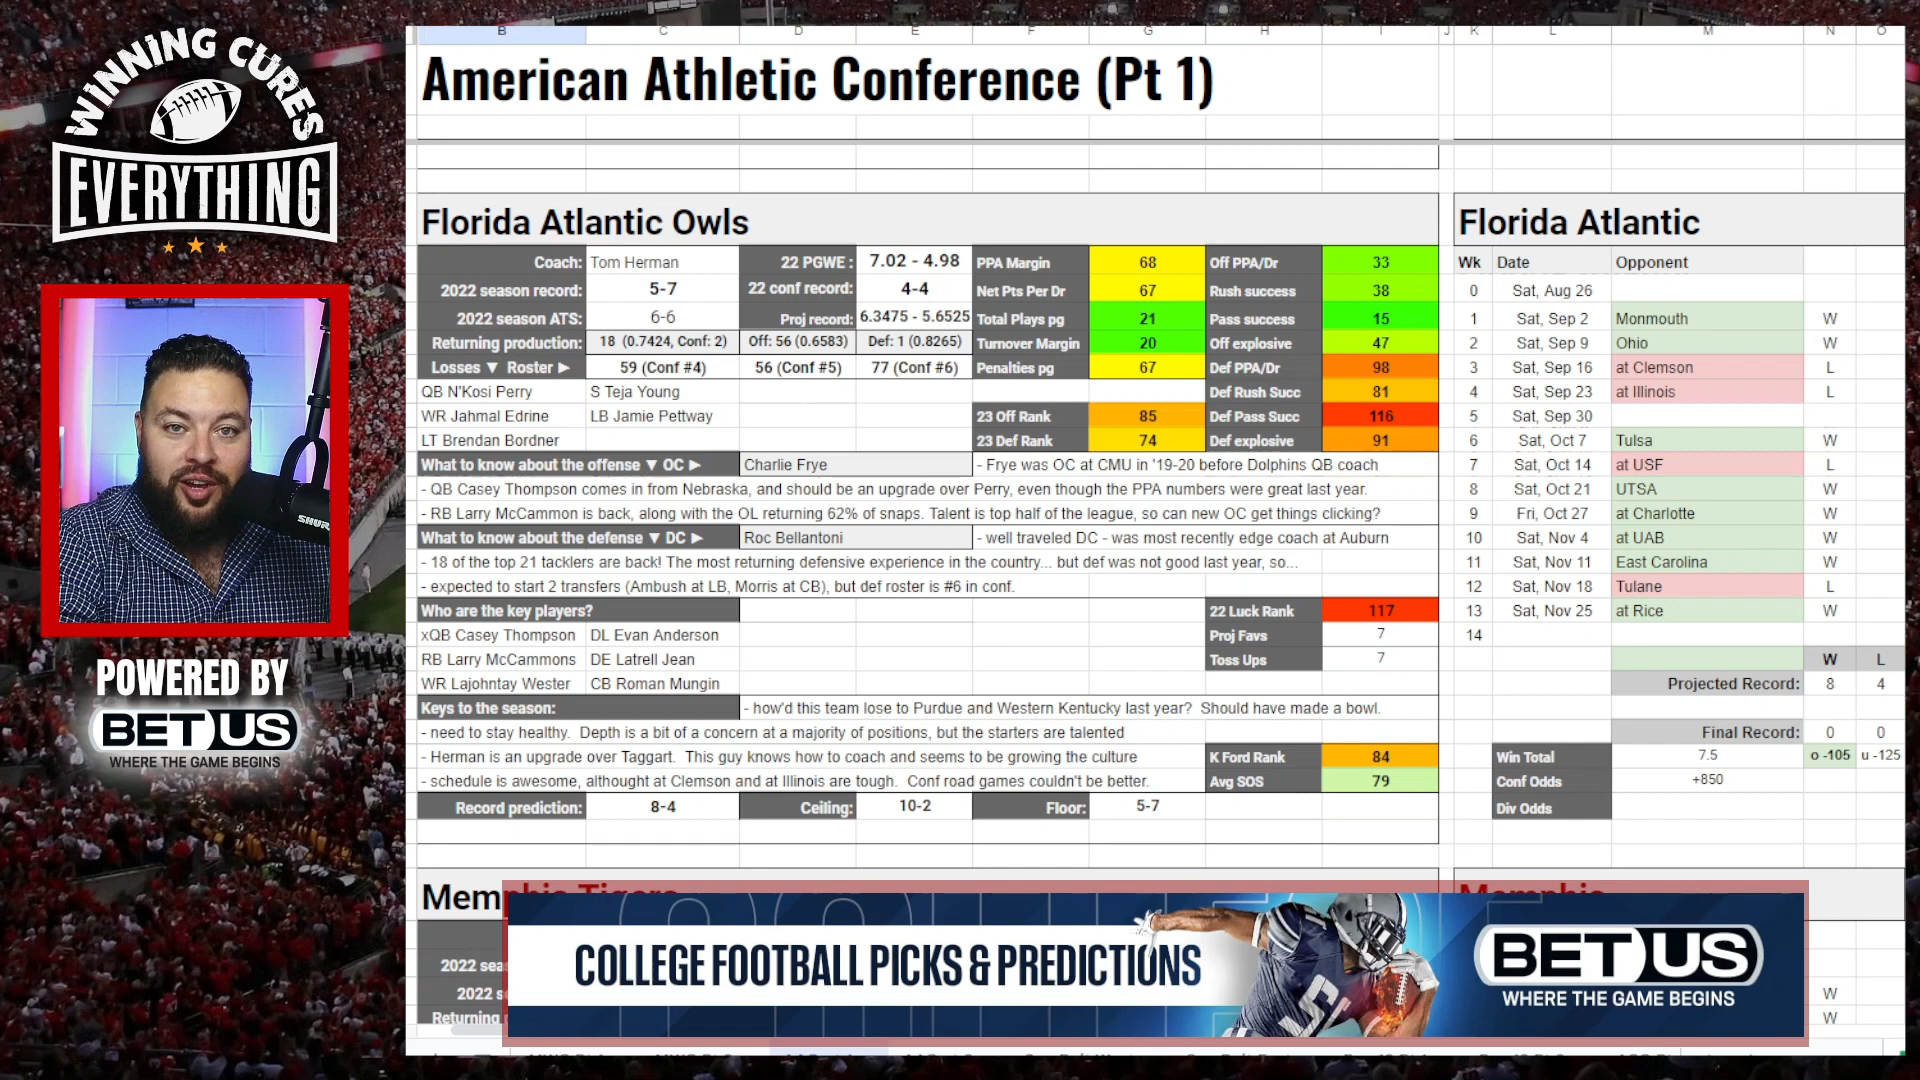 WINNING CURES
EVERYTHING
POWERED BY
BETUS
WHERE THE GAME BEGINS
SHURE
B C D E F G H I J K L M N O
American Athletic Conference (Pt 1)
Florida Atlantic Owls
Coach: Tom Herman 22 PGWE : 7.02 - 4.98 PPA Margin 68 Off PPA/Dr 33
2022 season record: 5-7 22 conf record: 4-4 Net Pts Per Dr 67 Rush success 38
2022 season ATS: 6-6 Proj record: 6.3475 - 5.6525 Total Plays pg 21 Pass success 15
Returning production: 18 (0.7424, Conf: 2) Off: 56 (0.6583) Def: 1 (0.8265) Turnover Margin 20 Off explosive 47
Losses ▼ Roster ► 59 (Conf #4) 56 (Conf #5) 77 (Conf #6) Penalties pg 67 Def PPA/Dr 98
QB N'Kosi Perry S Teja Young Def Rush Succ 81
WR Jahmal Edrine LB Jamie Pettway 23 Off Rank 85 Def Pass Succ 116
LT Brendan Bordner 23 Def Rank 74 Def explosive 91
What to know about the offense ▼ OC ► Charlie Frye - Frye was OC at CMU in '19-20 before Dolphins QB coach
- QB Casey Thompson comes in from Nebraska, and should be an upgrade over Perry, even though the PPA numbers were great last year.
- RB Larry McCammon is back, along with the OL returning 62% of snaps. Talent is top half of the league, so can new OC get things clicking?
What to know about the defense ▼ DC ► Roc Bellantoni - well traveled DC - was most recently edge coach at Auburn
- 18 of the top 21 tacklers are back! The most returning defensive experience in the country... but def was not good last year, so...
- expected to start 2 transfers (Ambush at LB, Morris at CB), but def roster is #6 in conf.
Who are the key players? 22 Luck Rank 117
xQB Casey Thompson DL Evan Anderson Proj Favs 7
RB Larry McCammons DE Latrell Jean Toss Ups 7
WR Lajohntay Wester CB Roman Mungin
Keys to the season: - how'd this team lose to Purdue and Western Kentucky last year? Should have made a bowl.
- need to stay healthy. Depth is a bit of a concern at a majority of positions, but the starters are talented
- Herman is an upgrade over Taggart. This guy knows how to coach and seems to be growing the culture K Ford Rank 84
- schedule is awesome, althought at Clemson and at Illinois are tough. Conf road games couldn't be better. Avg SOS 79
Record prediction: 8-4 Ceiling: 10-2 Floor: 5-7
Florida Atlantic
Wk Date Opponent
0 Sat, Aug 26
1 Sat, Sep 2 Monmouth W
2 Sat, Sep 9 Ohio W
3 Sat, Sep 16 at Clemson L
4 Sat, Sep 23 at Illinois L
5 Sat, Sep 30
6 Sat, Oct 7 Tulsa W
7 Sat, Oct 14 at USF L
8 Sat, Oct 21 UTSA W
9 Fri, Oct 27 at Charlotte W
10 Sat, Nov 4 at UAB W
11 Sat, Nov 11 East Carolina W
12 Sat, Nov 18 Tulane L
13 Sat, Nov 25 at Rice W
14
W L
Projected Record: 8 4
Final Record: 0 0
Win Total 7.5 o -105 u -125
Conf Odds +850
Div Odds
Memphis Tigers Memphis
2022 sea
2022 s W
Returning W
COLLEGE FOOTBALL PICKS & PREDICTIONS
BETUS
WHERE THE GAME BEGINS